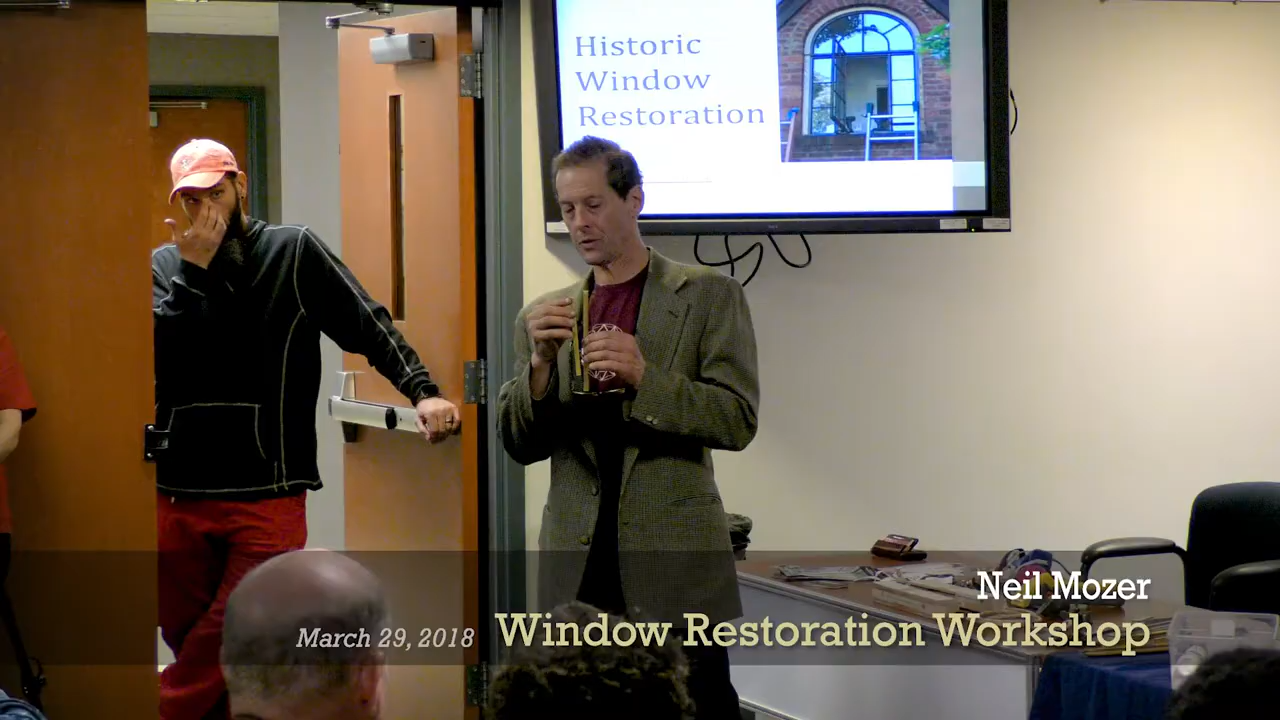 Historic
Window
Restoration
Neil Mozer
March 29, 2018 Window Restoration Workshop